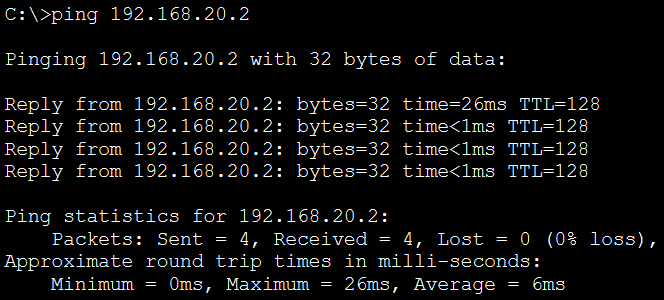 C:\>ping 192.168.20.2
Pinging 192.168.20.2 with 32 bytes of data:
Reply from 192.168.20.2: bytes=32 time=26ms TTL=128
Reply from 192.168.20.2: bytes=32 time<1ms TTL=128
Reply from 192.168.20.2: bytes=32 time<1ms TTL=128
Reply from 192.168.20.2: bytes=32 time<1ms TTL=128
Ping statistics for 192.168.20.2:
    Packets: Sent = 4, Received = 4, Lost = 0 (0% loss),
Approximate round trip times in milli-seconds:
    Minimum = 0ms, Maximum = 26ms, Average = 6ms